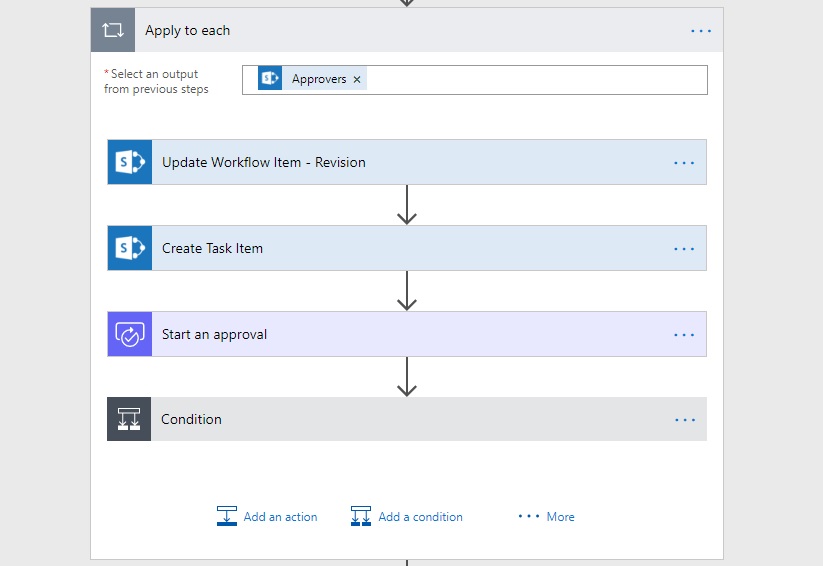 Apply to each
* Select an output
from previous steps
Approvers ×
Update Workflow Item - Revision
Create Task Item
Start an approval
Condition
Add an action
Add a condition
More